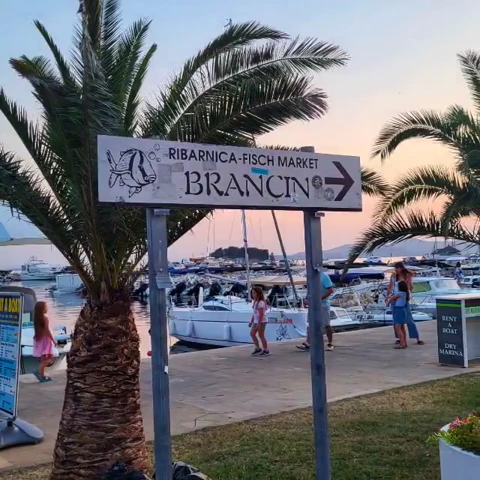 RIBARNICA-FISCH MARKET
BRANCIN
RENT
A
BOAT
DRY
MARINA